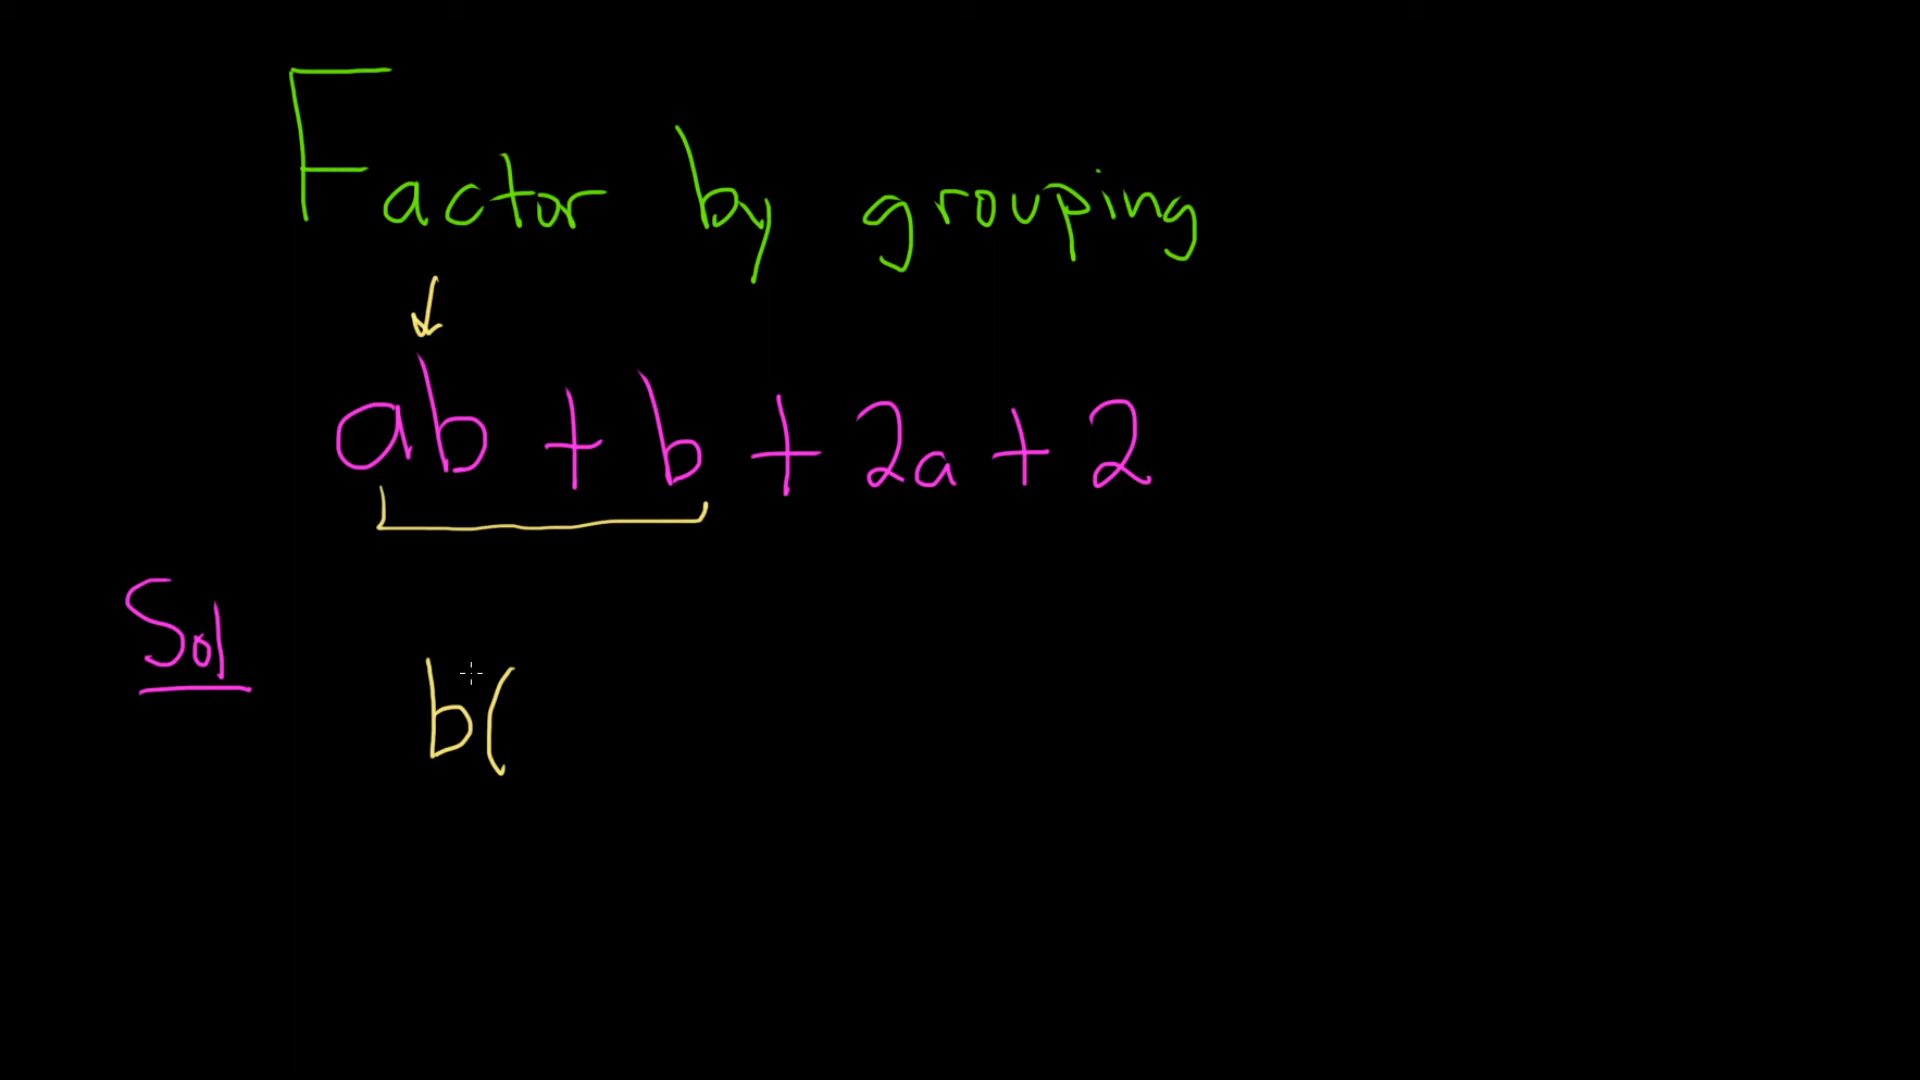 Factor by grouping
ab + b + 2a + 2
Sol
b(